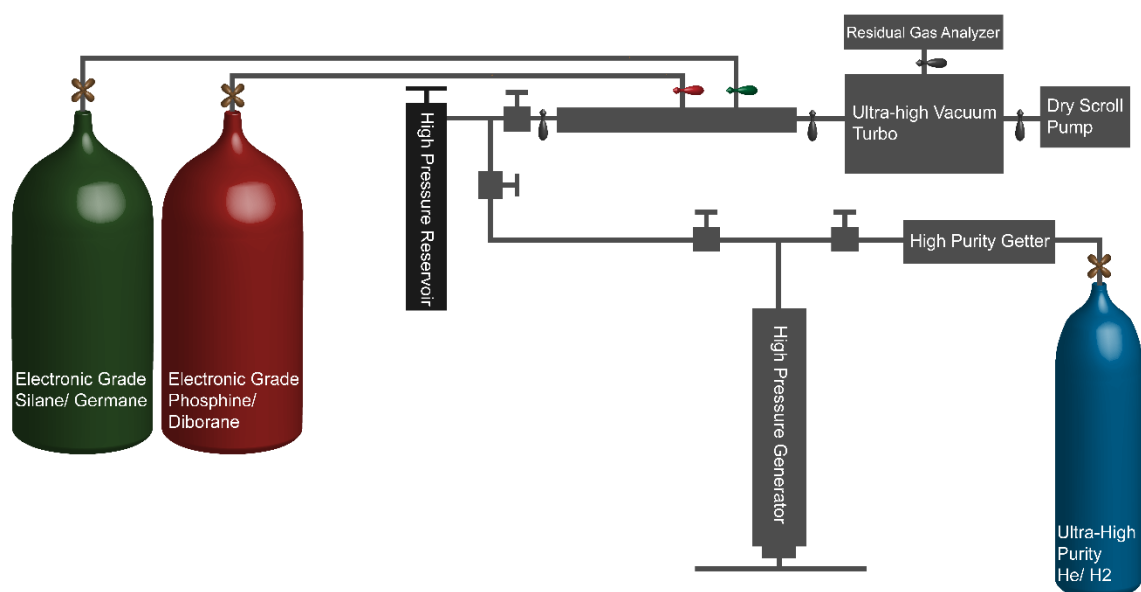 Residual Gas Analyzer
Ultra-high Vacuum
Turbo
Dry Scroll
Pump
High Pressure Reservoir
High Purity Getter
High Pressure Generator
Electronic Grade
Silane/ Germane
Electronic Grade
Phosphine/
Diborane
Ultra-High
Purity
He/ H2